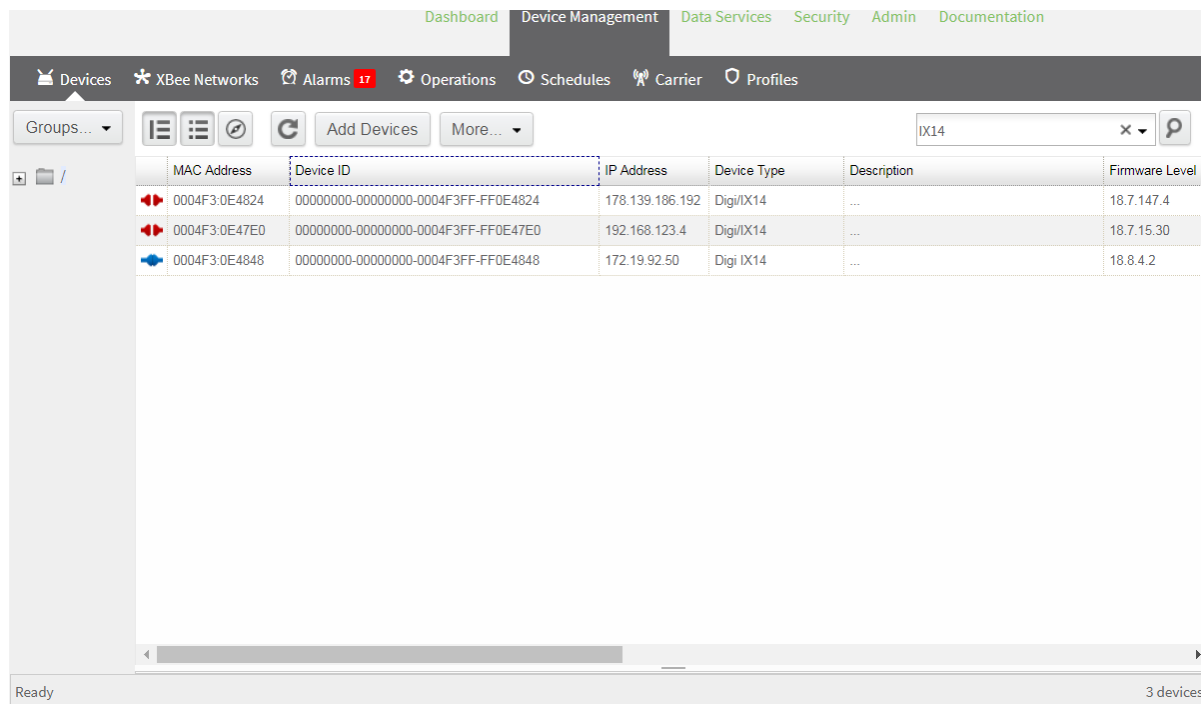 Dashboard Device Management Data Services Security Admin Documentation
Devices XBee Networks Alarms 17 Operations Schedules Carrier Profiles
Groups... Add Devices More... IX14
/
MAC Address Device ID IP Address Device Type Description Firmware Level
0004F3:0E4824 00000000-00000000-0004F3FF-FF0E4824 178.139.186.192 Digi/IX14 ... 18.7.147.4
0004F3:0E47E0 00000000-00000000-0004F3FF-FF0E47E0 192.168.123.4 Digi/IX14 ... 18.7.15.30
0004F3:0E4848 00000000-00000000-0004F3FF-FF0E4848 172.19.92.50 Digi IX14 ... 18.8.4.2
Ready 3 devices